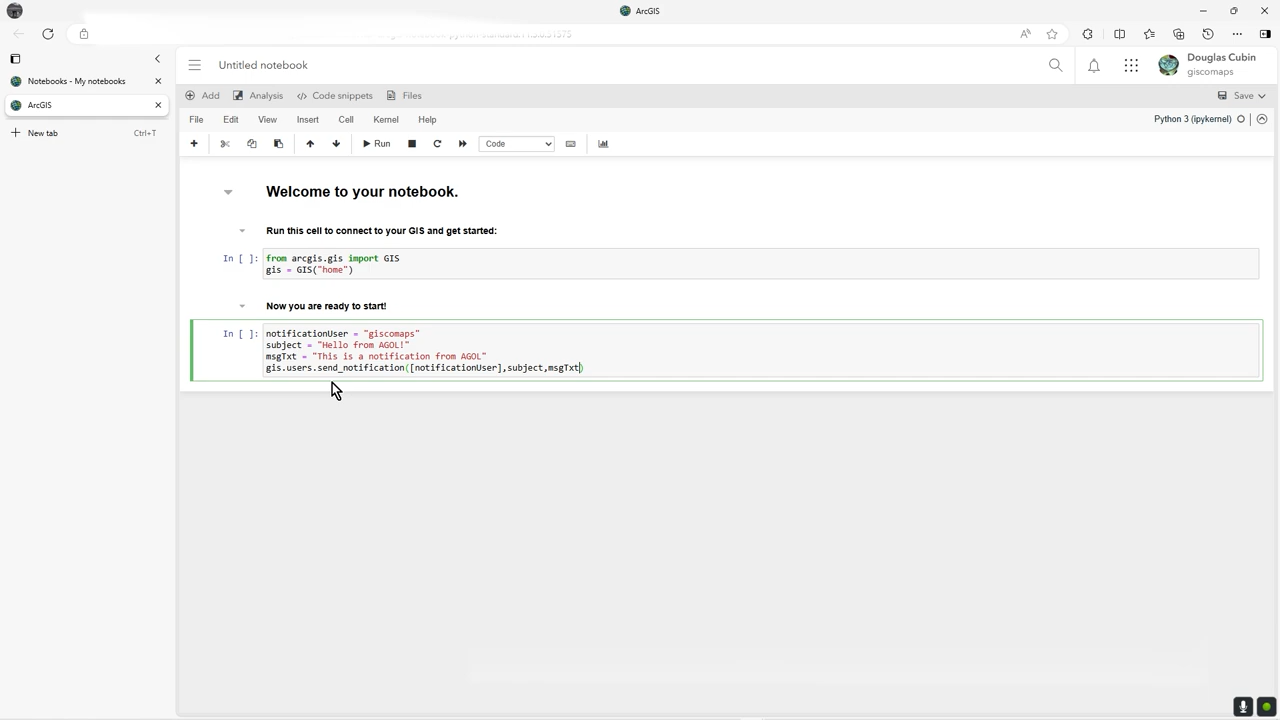 ArcGIS
Notebooks - My notebooks
ArcGIS
New tab Ctrl+T
Untitled notebook
Douglas Cubin
giscomaps
Add Analysis </> Code snippets Files Save
File Edit View Insert Cell Kernel Help Python 3 (ipykernel)
Run Code
Welcome to your notebook.
Run this cell to connect to your GIS and get started:
In [ ]: from arcgis.gis import GIS
gis = GIS("home")
Now you are ready to start!
In [ ]: notificationUser = "giscomaps"
subject = "Hello from AGOL!"
msgTxt = "This is a notification from AGOL"
gis.users.send_notification([notificationUser],subject,msgTxt)